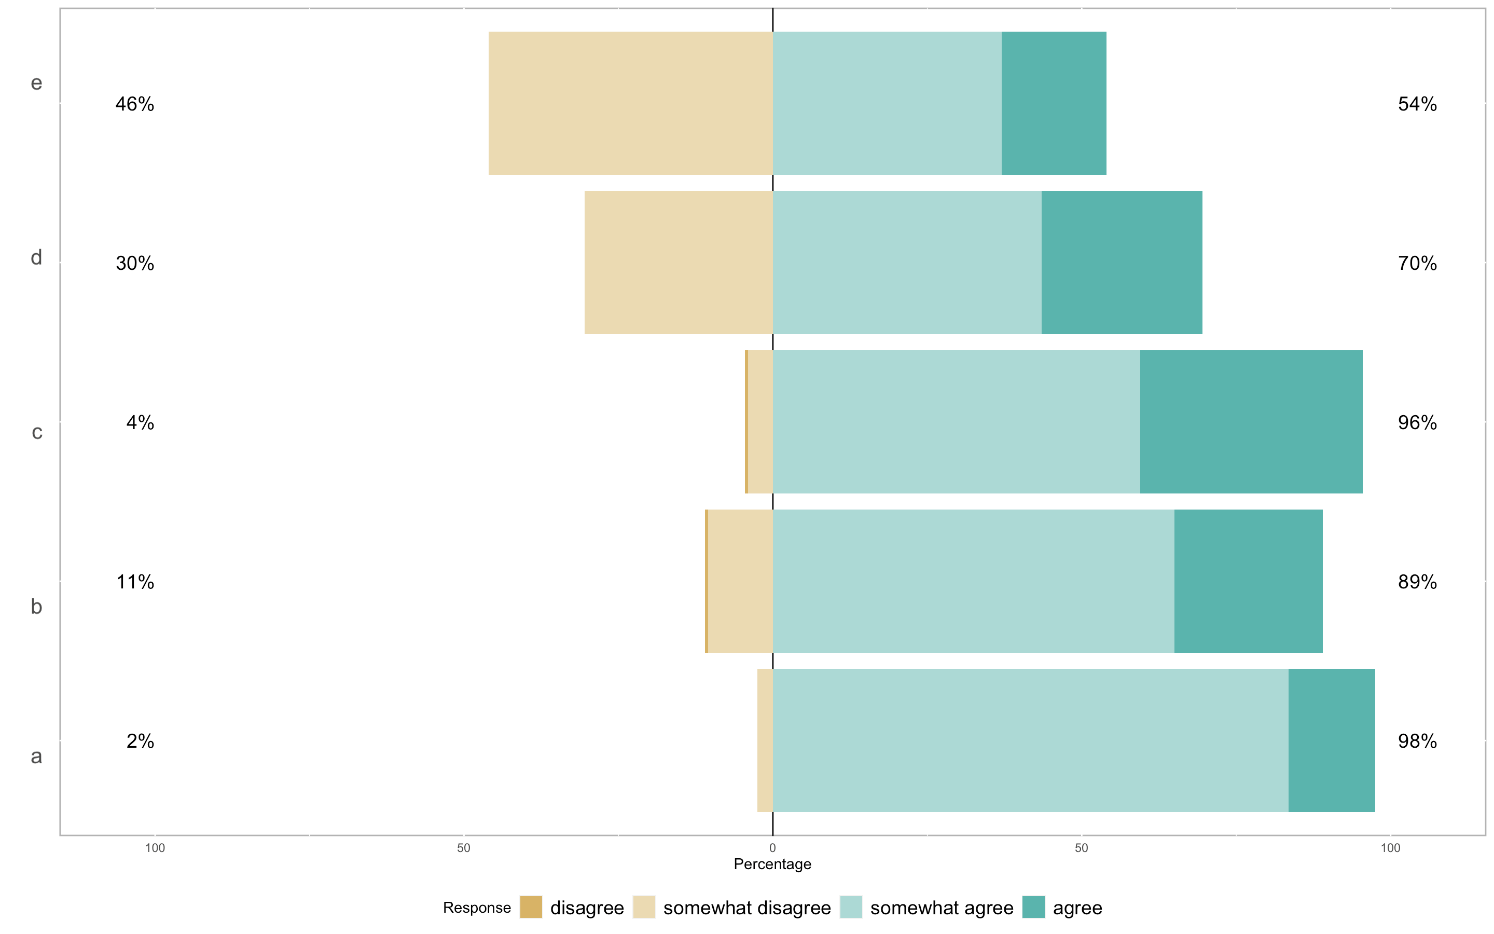 e
46%
54%
d
30%
70%
c
4%
96%
b
11%
89%
a
2%
98%
100 50 0 50 100
Percentage
Response disagree somewhat disagree somewhat agree agree